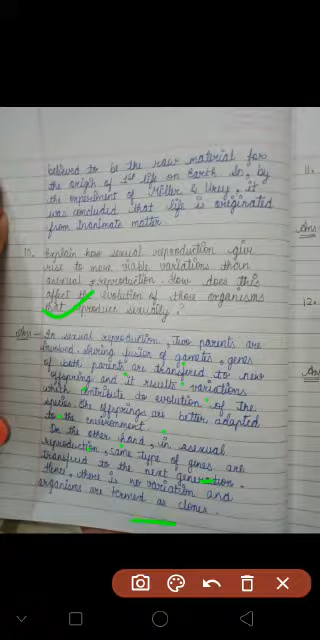 believed to be the raw material for
the origin of 1st life on Earth. So, by
the experiment of Miller & Urey, it
was concluded that life is originated
from inanimate matter
10. Explain how sexual reproduction give
rise to more viable variations than
asexual reproduction. How does this
affect the evolution of those organisms
that reproduce sexually?
Ans- In sexual reproduction, Two parents are
involved. During fusion of gametes, genes
of both parents are transferred to new
offspring and it results variations
which contribute to evolution of the
species. The offsprings are better adapted
to the environment.
On the other hand, in asexual
reproduction, same type of genes are
transfered to the next generation.
Hence, there is no variation and
organisms are termed as clones.
11.
Ans
12.
Ans